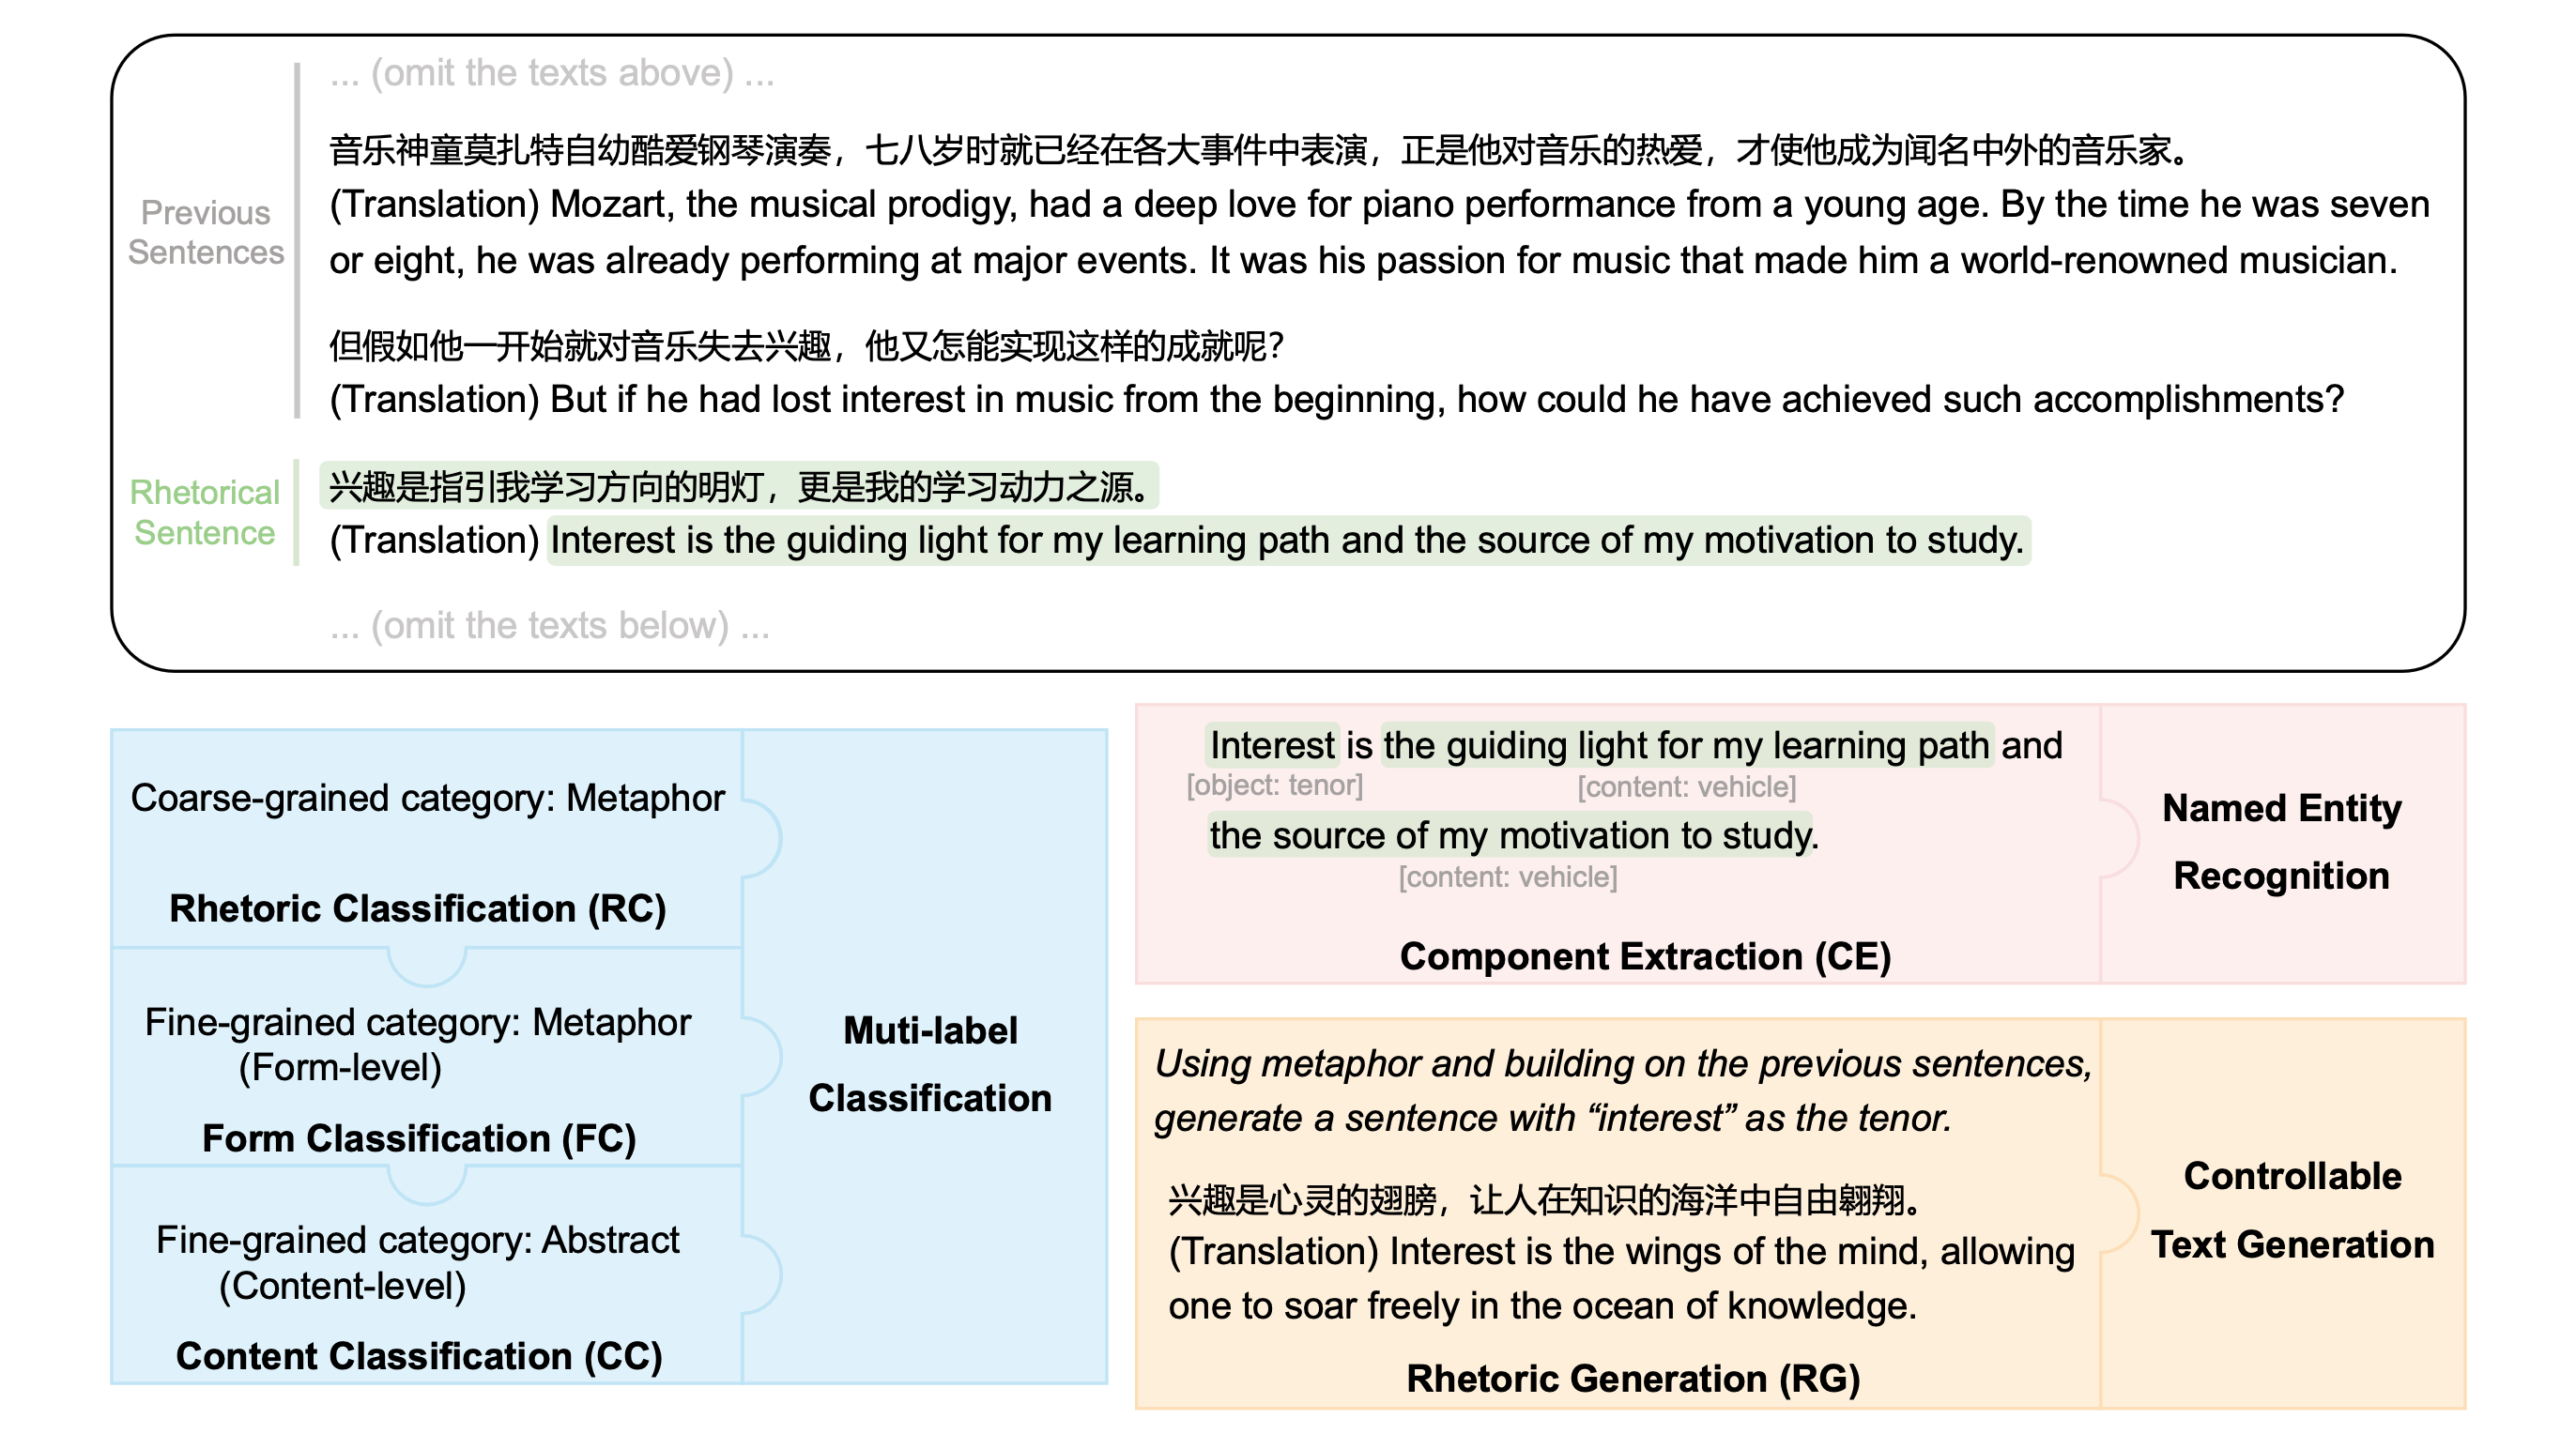 ... (omit the texts above) ...
Previous
Sentences
音乐神童莫扎特自幼酷爱钢琴演奏，七八岁时就已经在各大事件中表演，正是他对音乐的热爱，才使他成为闻名中外的音乐家。
(Translation) Mozart, the musical prodigy, had a deep love for piano performance from a young age. By the time he was seven
or eight, he was already performing at major events. It was his passion for music that made him a world-renowned musician.
但假如他一开始就对音乐失去兴趣，他又怎能实现这样的成就呢？
(Translation) But if he had lost interest in music from the beginning, how could he have achieved such accomplishments?
Rhetorical
Sentence
兴趣是指引我学习方向的明灯，更是我的学习动力之源。
(Translation) Interest is the guiding light for my learning path and the source of my motivation to study.
... (omit the texts below) ...
Coarse-grained category: Metaphor
Rhetoric Classification (RC)
Fine-grained category: Metaphor
(Form-level)
Form Classification (FC)
Fine-grained category: Abstract
(Content-level)
Content Classification (CC)
Muti-label
Classification
Interest is the guiding light for my learning path and
[object: tenor] [content: vehicle]
the source of my motivation to study.
[content: vehicle]
Component Extraction (CE)
Named Entity
Recognition
Using metaphor and building on the previous sentences,
generate a sentence with “interest” as the tenor.
兴趣是心灵的翅膀，让人在知识的海洋中自由翱翔。
(Translation) Interest is the wings of the mind, allowing
one to soar freely in the ocean of knowledge.
Rhetoric Generation (RG)
Controllable
Text Generation